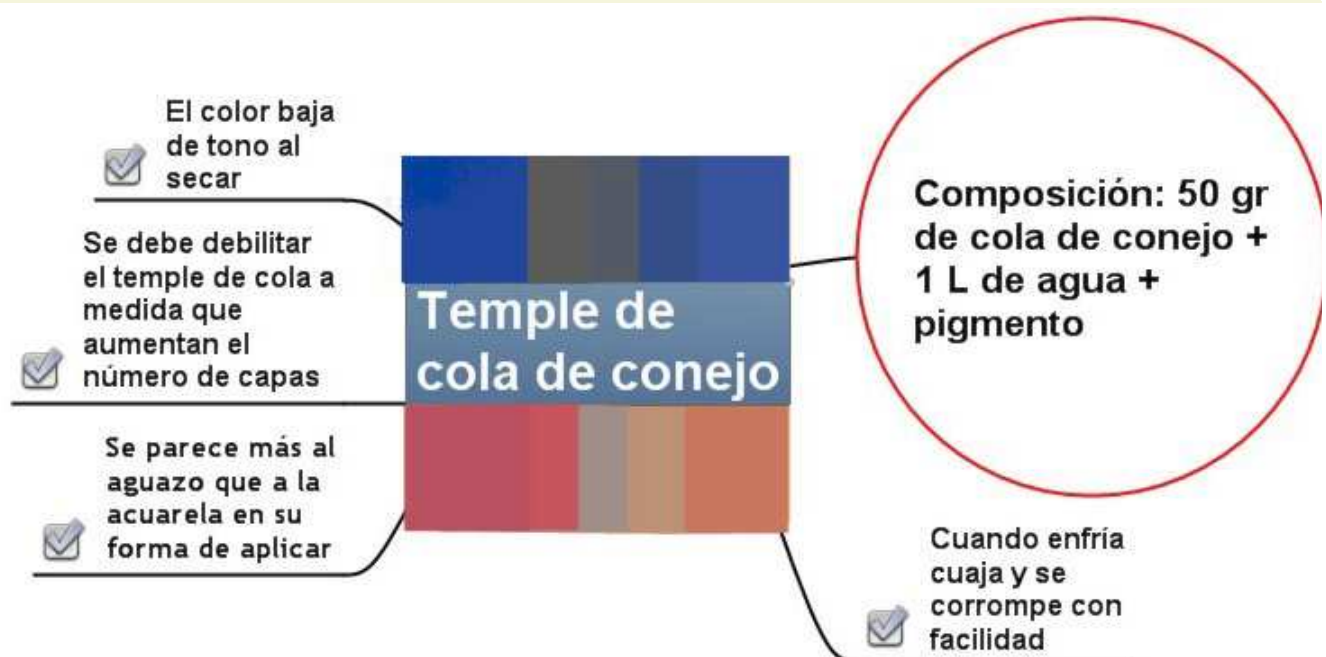 El color baja
de tono al
secar
Se debe debilitar
el temple de cola a
medida que
aumentan el
número de capas
Se parece más al
aguazo que a la
acuarela en su
forma de aplicar
Temple de
cola de conejo
Composición: 50 gr
de cola de conejo +
1 L de agua +
pigmento
Cuando enfría
cuaja y se
corrompe con
facilidad